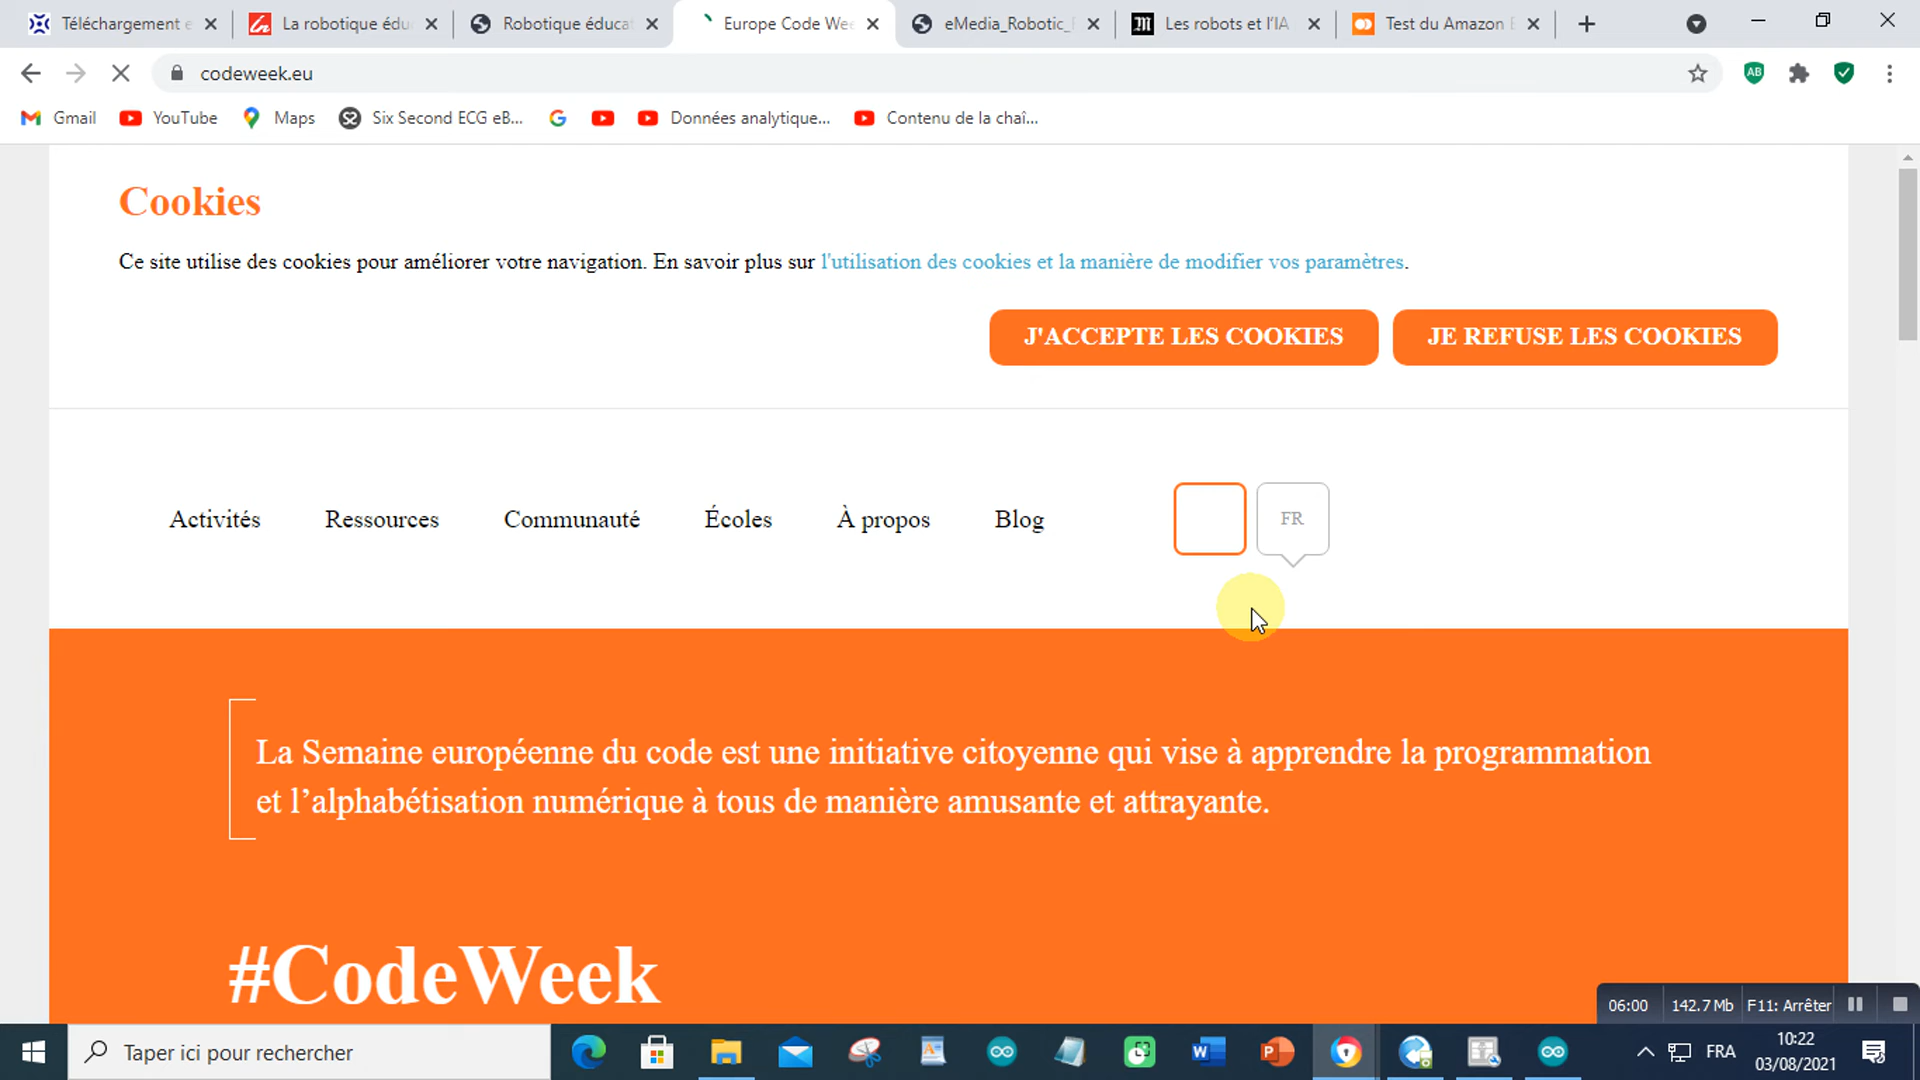 Téléchargement e
La robotique édu
Robotique éducat
Europe Code Wee
eMedia_Robotic_
Les robots et l'IA
Test du Amazon E
codeweek.eu
AB
Gmail
YouTube
Maps
Six Second ECG eB...
Données analytique...
Contenu de la chaî...
Cookies
Ce site utilise des cookies pour améliorer votre navigation. En savoir plus sur l'utilisation des cookies et la manière de modifier vos paramètres.
J'ACCEPTE LES COOKIES
JE REFUSE LES COOKIES
Activités
Ressources
Communauté
Écoles
À propos
Blog
FR
La Semaine européenne du code est une initiative citoyenne qui vise à apprendre la programmation
et l’alphabétisation numérique à tous de manière amusante et attrayante.
#CodeWeek
06:00
142.7 Mb
F11: Arrêter
Taper ici pour rechercher
FRA
10:22
03/08/2021